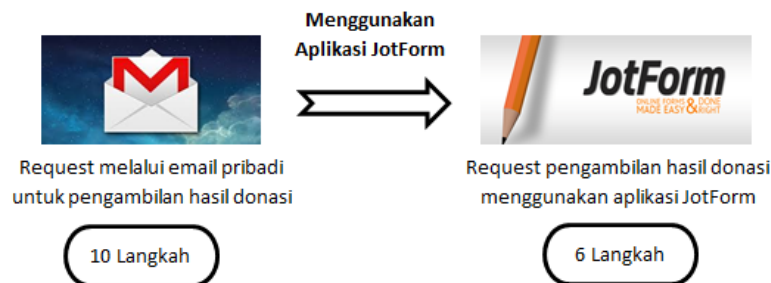 Menggunakan
Aplikasi JotForm
JotForm
ONLINE FORMS & DONE
MADE EASY RIGHT
Request melalui email pribadi
untuk pengambilan hasil donasi
Request pengambilan hasil donasi
menggunakan aplikasi JotForm
10 Langkah
6 Langkah